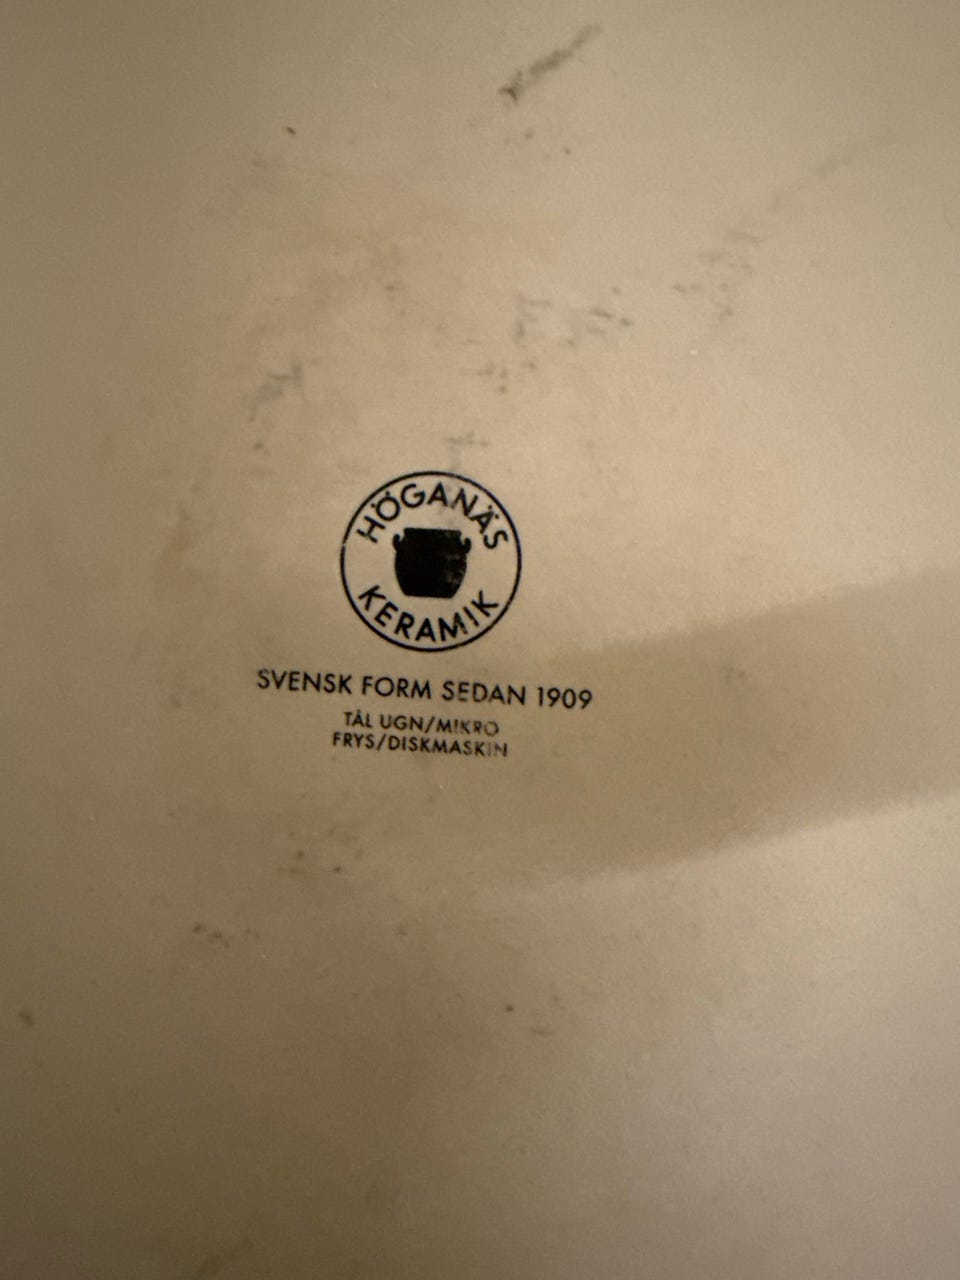 HÖGANÄS
KERAMIK
SVENSK FORM SEDAN 1909
TÅL UGN/MIKRO
FRYS/DISKMASKIN